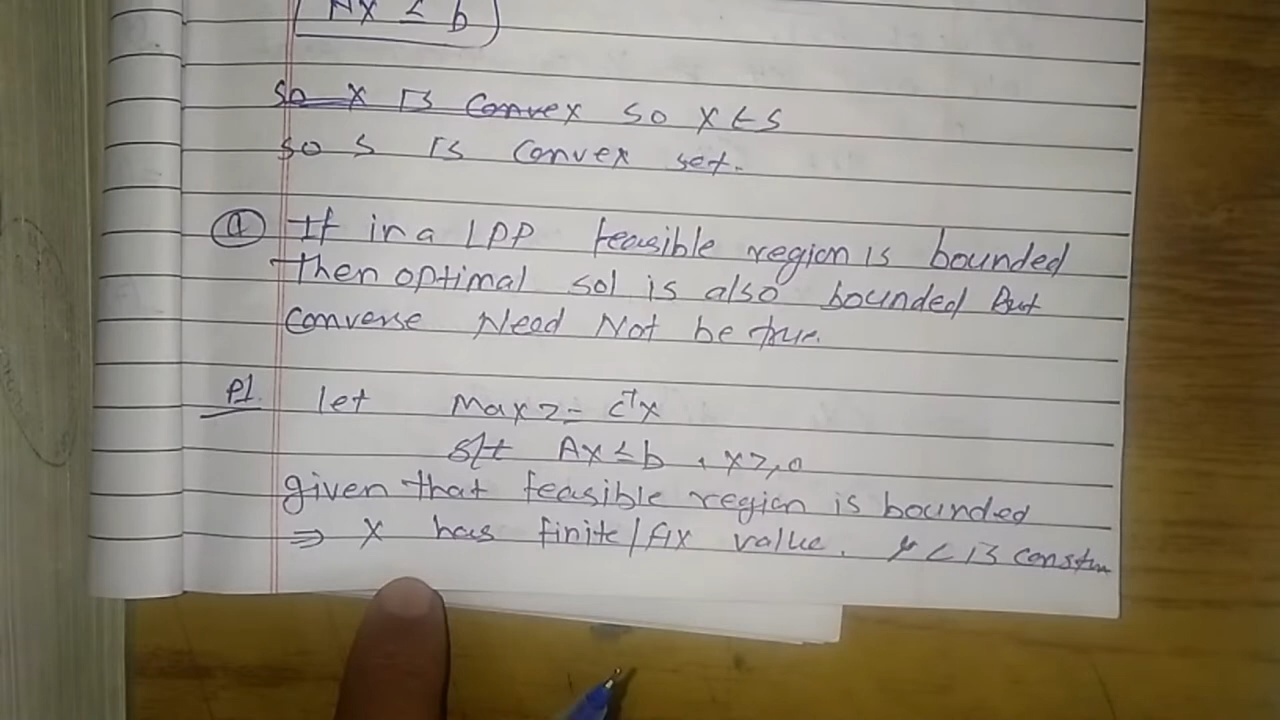 Ax ≤ b
so x is convex so x ∈ S
so S is convex set.
Q If in a LPP feasible region is bounded
then optimal sol is also bounded But
converse Need Not be true.
Pf. let Max z = cᵀx
s/t Ax ≤ b, x ≥, 0
given that feasible region is bounded
⇒ x has finite/fix value. & c is constn